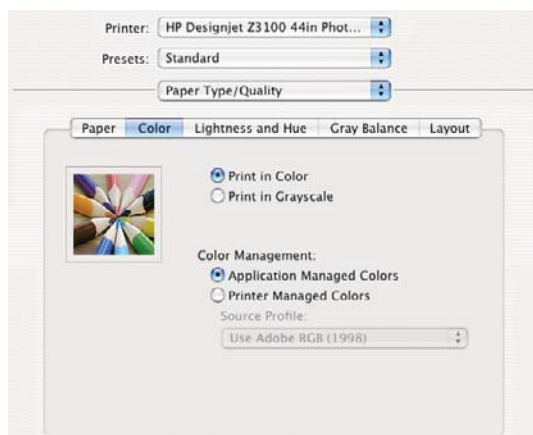 Printer: HP Designjet Z3100 44in Phot...
Presets: Standard
Paper Type/Quality
Paper Color Lightness and Hue Gray Balance Layout
Print in Color
Print in Grayscale
Color Management:
Application Managed Colors
Printer Managed Colors
Source Profile:
Use Adobe RGB (1998)